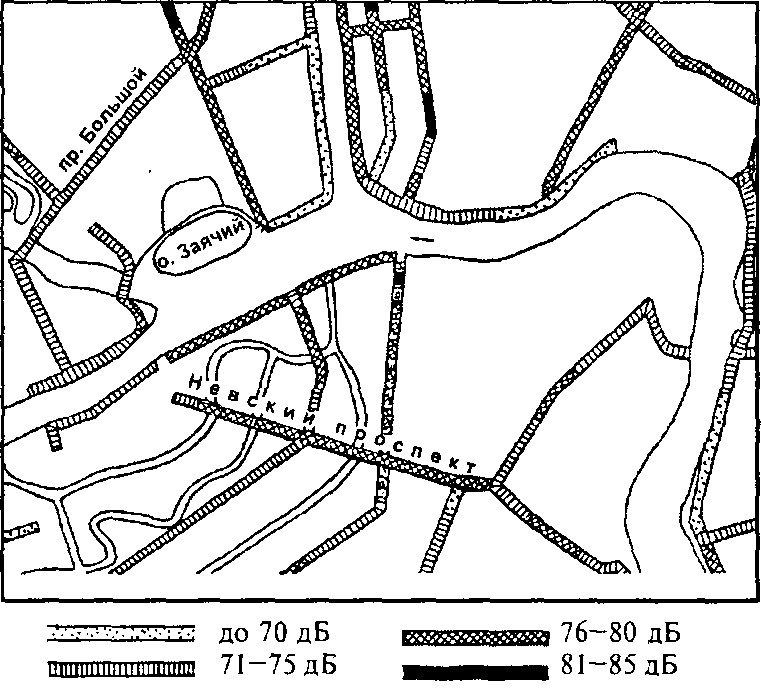 пр. Большой
о. Заячий
Невский проспект
до 70 дБ
76–80 дБ
71–75 дБ
81–85 дБ